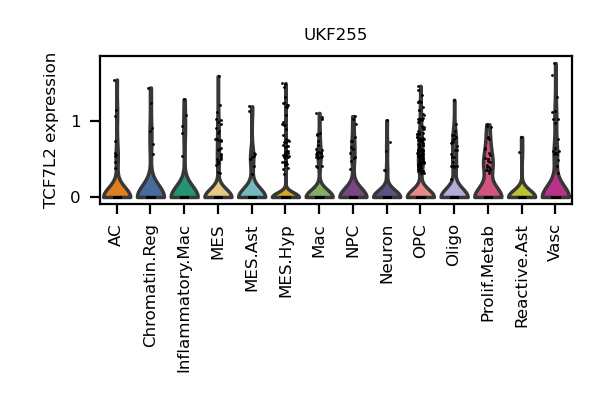 UKF255
TCF7L2 expression
1
0
AC
Chromatin.Reg
Inflammatory.Mac
MES
MES.Ast
MES.Hyp
Mac
NPC
Neuron
OPC
Oligo
Prolif.Metab
Reactive.Ast
Vasc